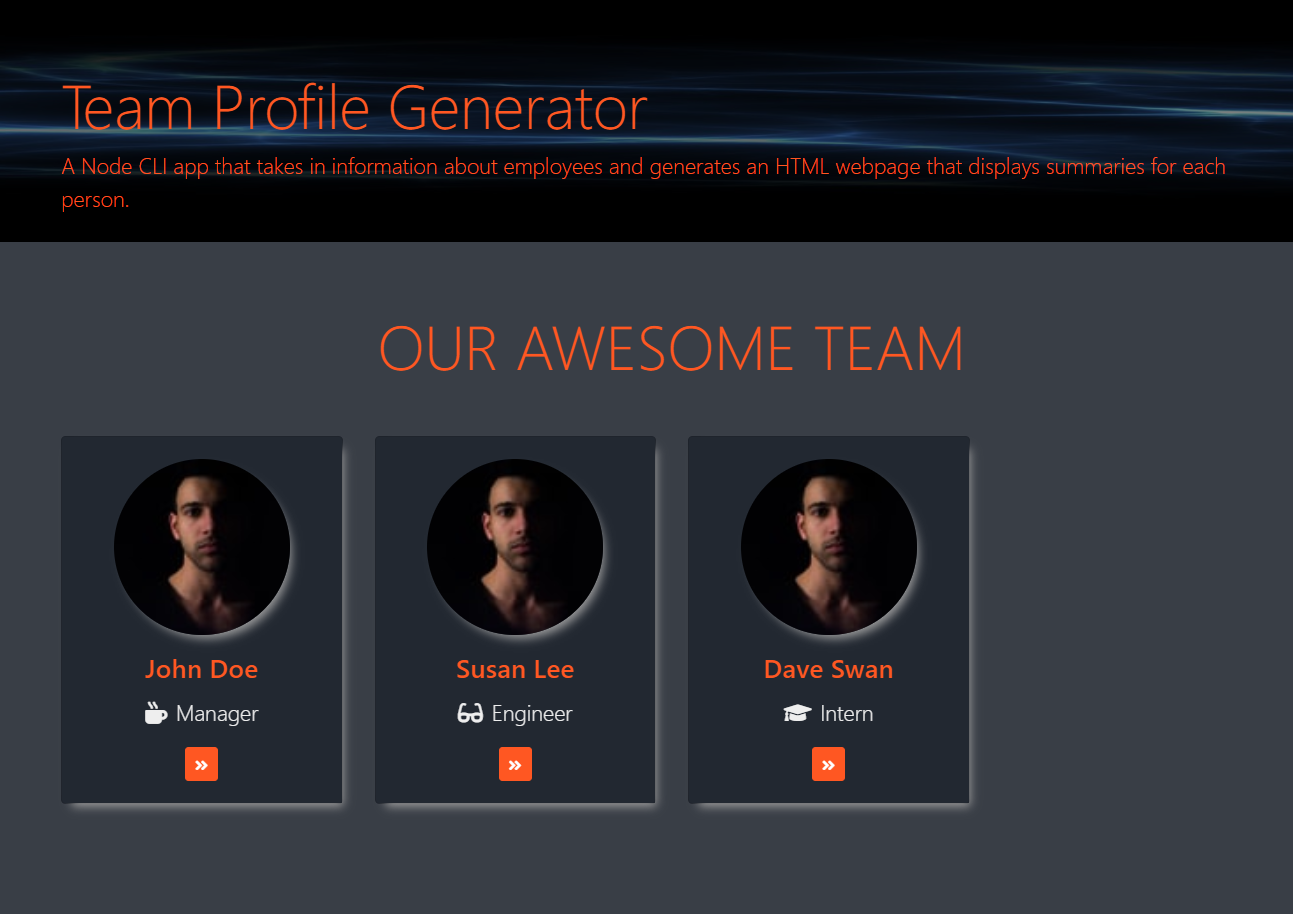 Team Profile Generator
A Node CLI app that takes in information about employees and generates an HTML webpage that displays summaries for each
person.
OUR AWESOME TEAM
John Doe
Manager
»
Susan Lee
Engineer
»
Dave Swan
Intern
»